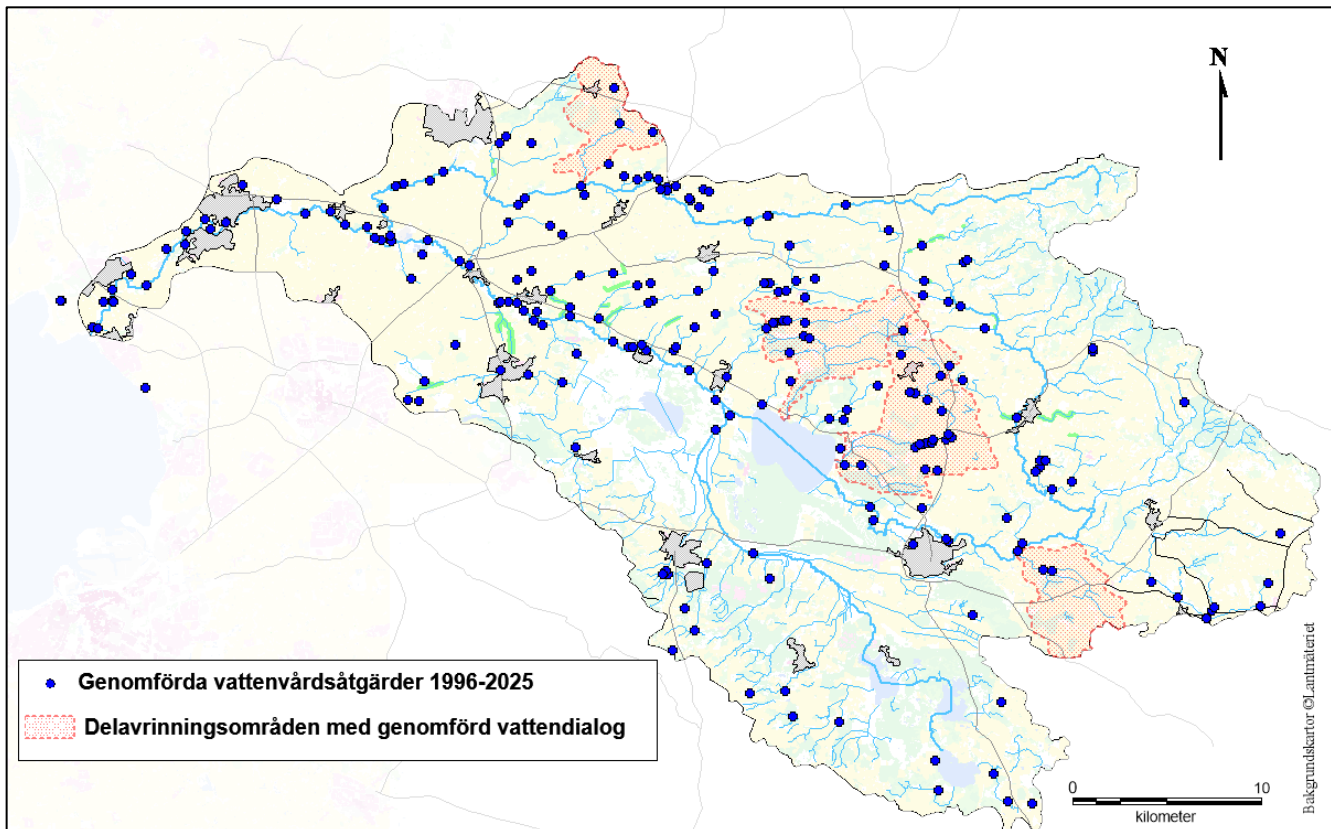 N
Genomförda vattenvårdsåtgärder 1996-2025
Delavrinningsområden med genomförd vattendialog
0 10
kilometer
Bakgrundskartor ©Lantmäteriet